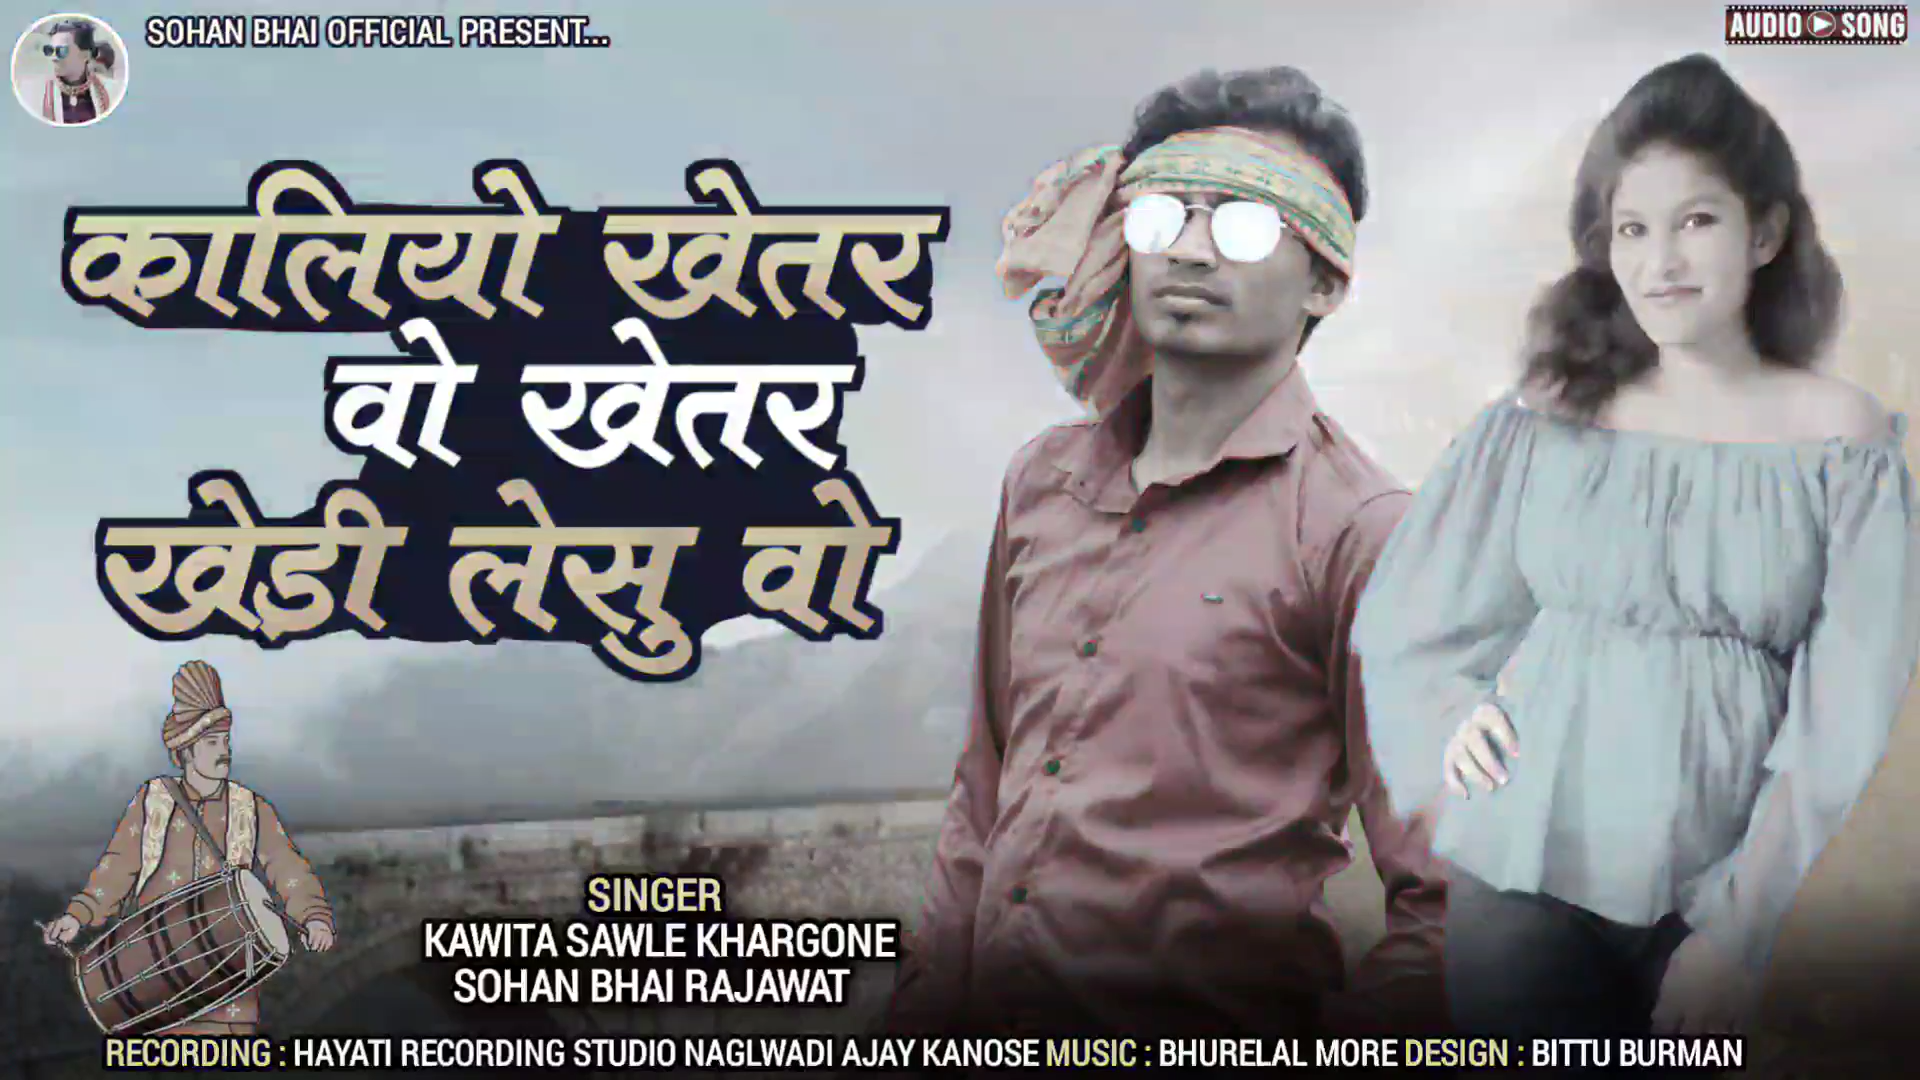 SOHAN BHAI OFFICIAL PRESENT...
AUDIO SONG
कालियो खेतर
वो खेतर
खेडी लेसु वो
SINGER
KAWITA SAWLE KHARGONE
SOHAN BHAI RAJAWAT
RECORDING : HAYATI RECORDING STUDIO NAGLWADI AJAY KANOSE MUSIC : BHURELAL MORE DESIGN : BITTU BURMAN